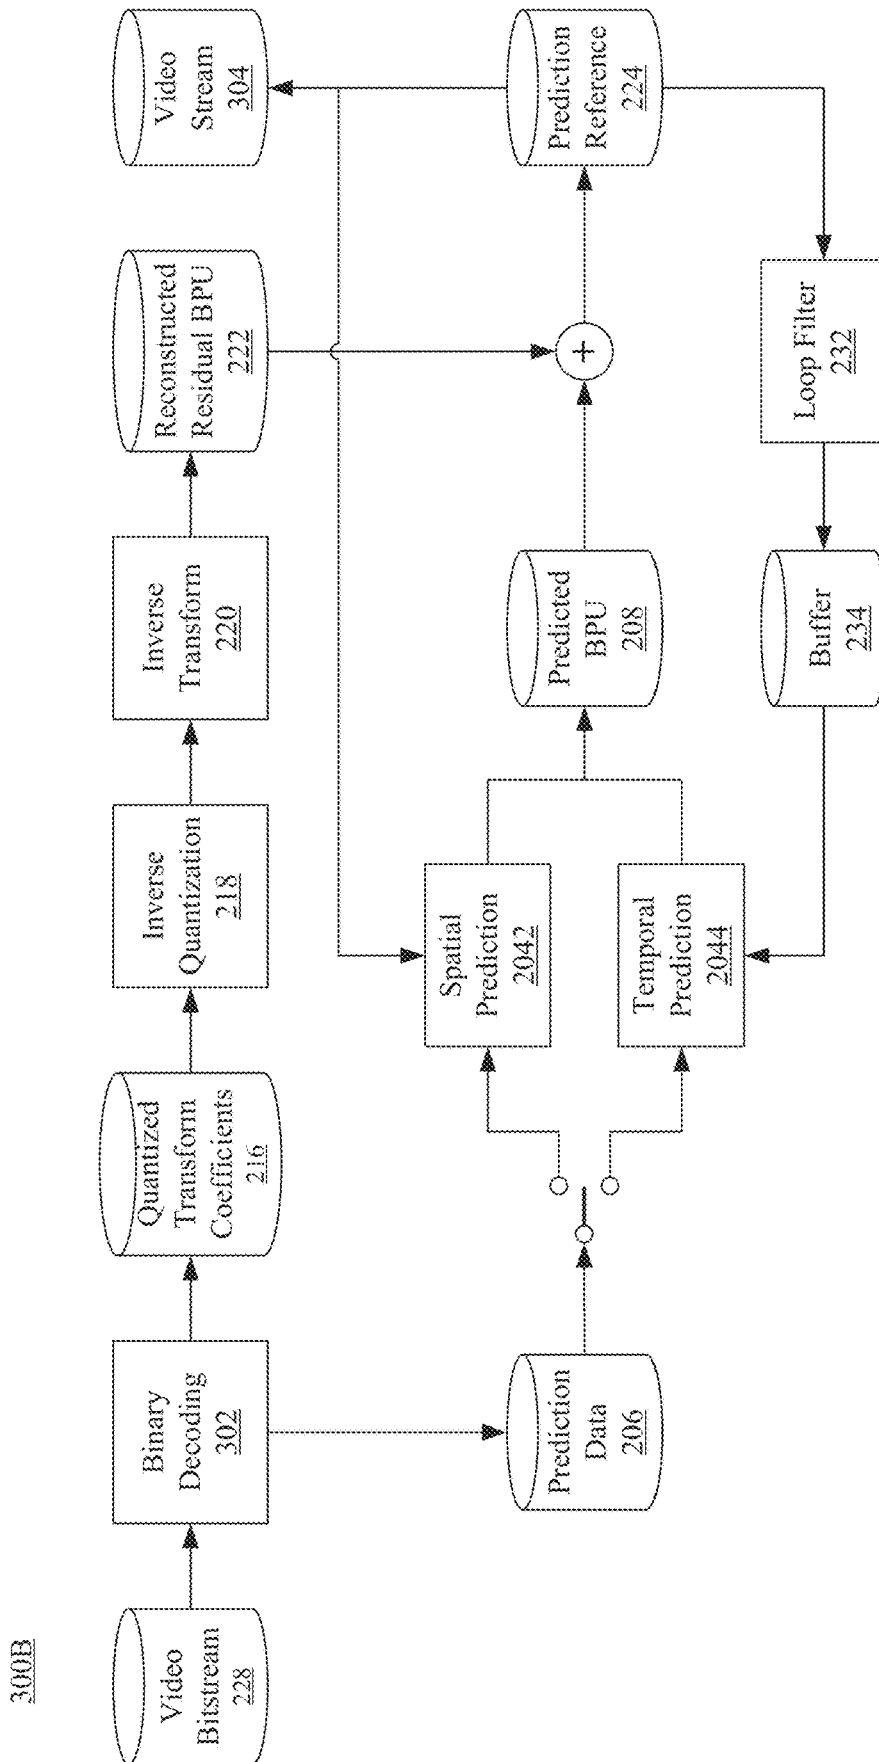 300B
Video
Bitstream
228
Binary
Decoding
302
Quantized
Transform
Coefficients
216
Inverse
Quantization
218
Inverse
Transform
220
Reconstructed
Residual BPU
222
Video
Stream
304
Prediction
Data
206
Spatial
Prediction
2042
Temporal
Prediction
2044
Predicted
BPU
208
+
Prediction
Reference
224
Buffer
234
Loop Filter
232